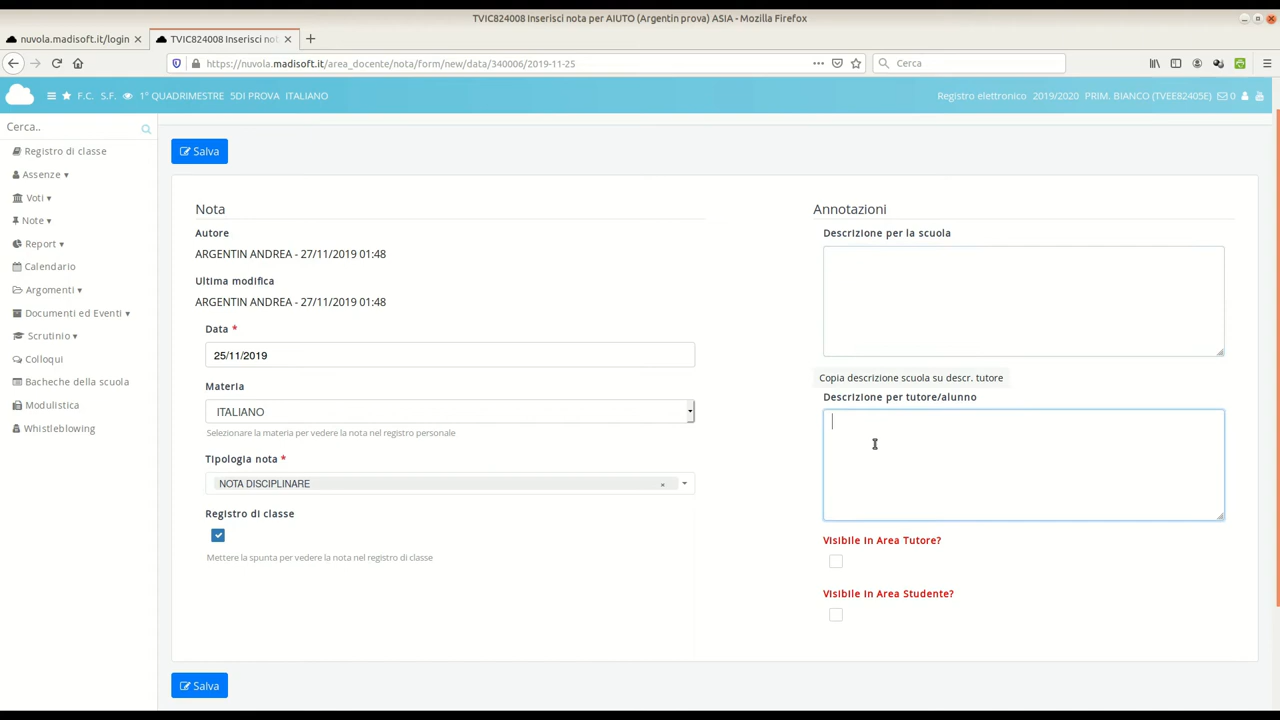 TVIC824008 Inserisci nota per AIUTO (Argentin prova) ASIA - Mozilla Firefox
nuvola.madisoft.it/login
TVIC824008 Inserisci not
https://nuvola.madisoft.it/area_docente/nota/form/new/data/340006/2019-11-25
Cerca
F.C. S.F. 1° QUADRIMESTRE 5DI PROVA ITALIANO
Registro elettronico 2019/2020 PRIM. BIANCO (TVEE82405E) 0
Cerca..
Registro di classe
Assenze
Voti
Note
Report
Calendario
Argomenti
Documenti ed Eventi
Scrutinio
Colloqui
Bacheche della scuola
Modulistica
Whistleblowing
Salva
Nota
Autore
ARGENTIN ANDREA - 27/11/2019 01:48
Ultima modifica
ARGENTIN ANDREA - 27/11/2019 01:48
Data *
25/11/2019
Materia
ITALIANO
Selezionare la materia per vedere la nota nel registro personale
Tipologia nota *
NOTA DISCIPLINARE ×
Registro di classe
Mettere la spunta per vedere la nota nel registro di classe
Annotazioni
Descrizione per la scuola
Copia descrizione scuola su descr. tutore
Descrizione per tutore/alunno
Visibile In Area Tutore?
Visibile In Area Studente?
Salva